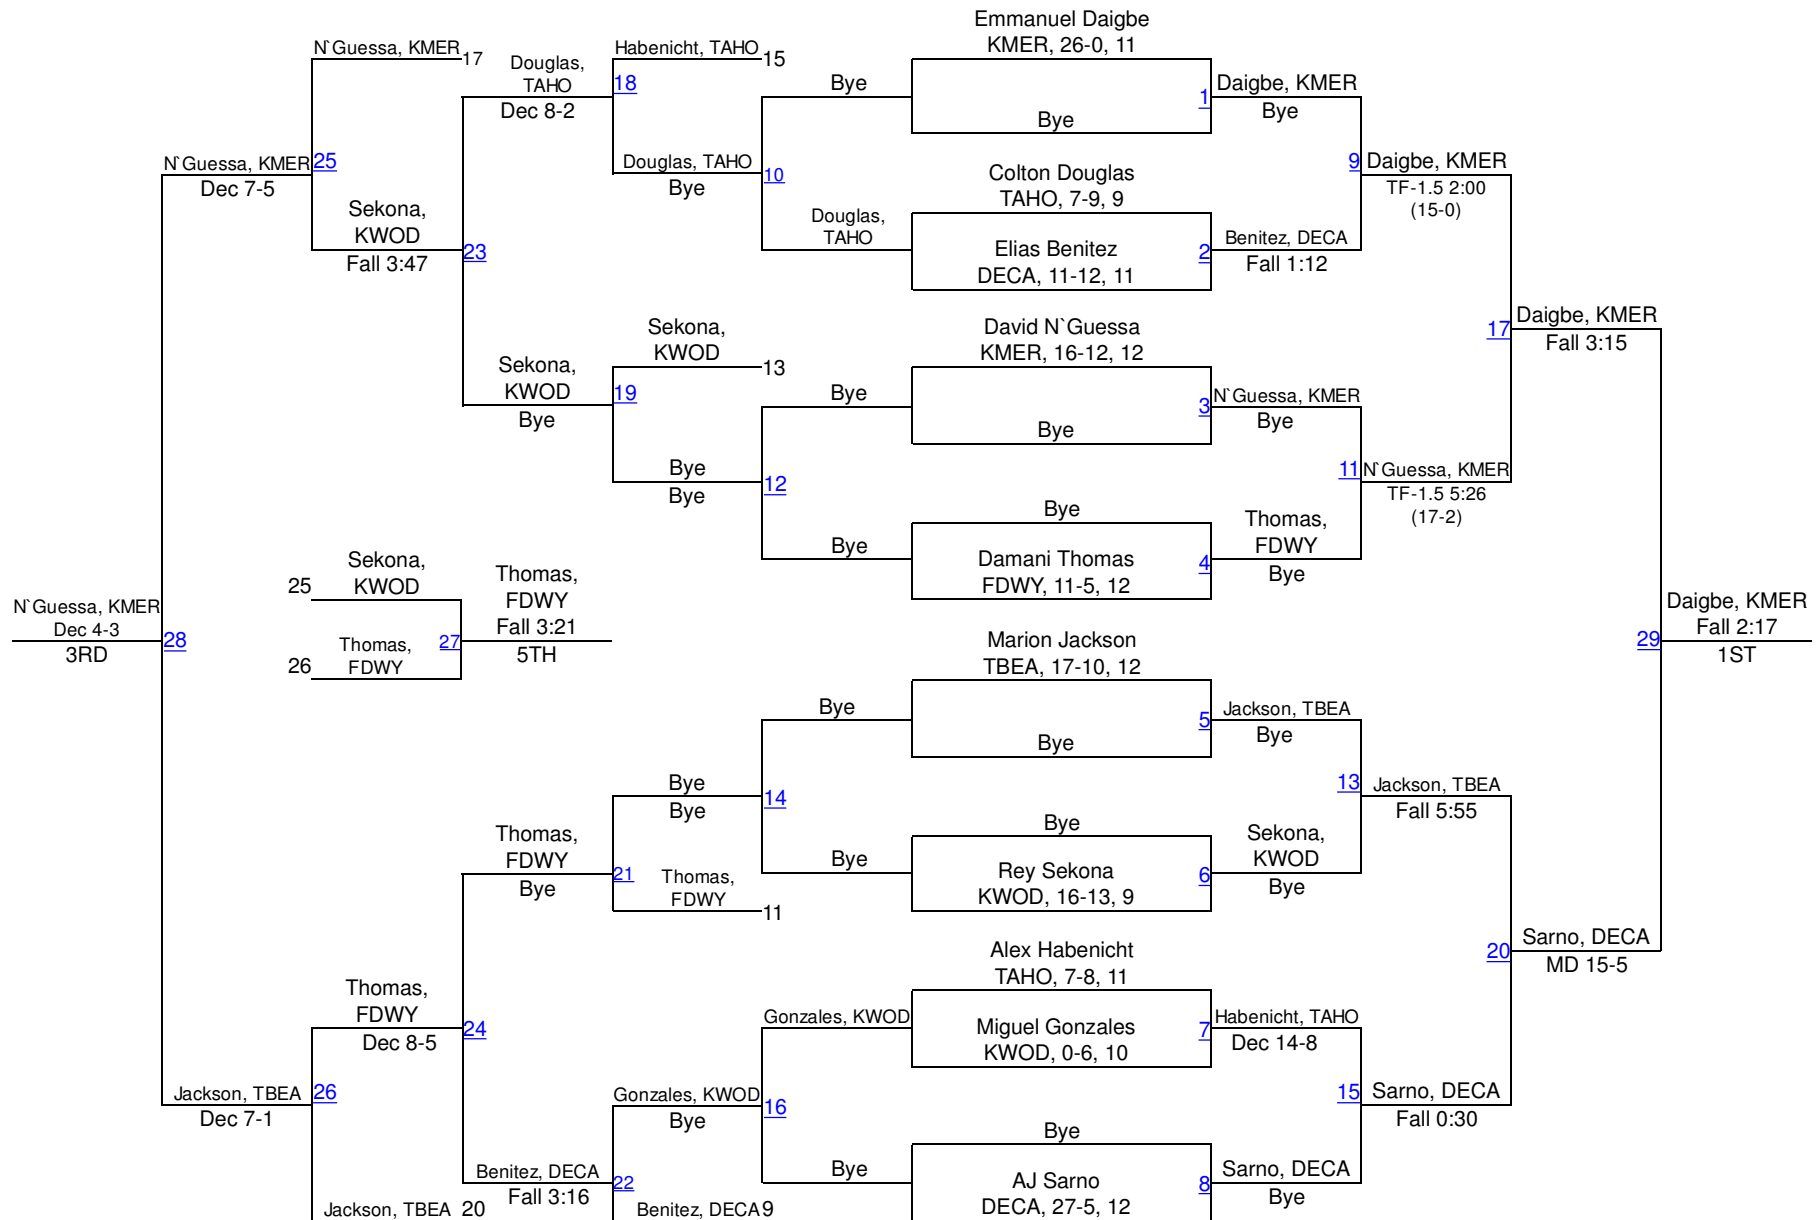 Emmanuel Daigbe
KMER, 26-0, 11
N`Guessa, KMER
17
Douglas,
TAHO
Dec 8-2
Habenicht, TAHO
15
18
Bye
1
Bye
Daigbe, KMER
Bye
N`Guessa, KMER
Dec 7-5
25
Douglas, TAHO
Bye
10
Colton Douglas
TAHO, 7-9, 9
9
Daigbe, KMER
TF-1.5 2:00
(15-0)
Sekona,
KWOD
Fall 3:47
23
Douglas,
TAHO
Elias Benitez
DECA, 11-12, 11
2
Benitez, DECA
Fall 1:12
Sekona,
KWOD
13
David N`Guessa
KMER, 16-12, 12
17
Daigbe, KMER
Fall 3:15
Sekona,
KWOD
Bye
19
Bye
Bye
3
N`Guessa, KMER
Bye
Bye
Bye
12
11
N`Guessa, KMER
TF-1.5 5:26
(17-2)
Bye
Bye
Damani Thomas
FDWY, 11-5, 12
4
Thomas,
FDWY
Bye
25
Sekona,
KWOD
Thomas,
FDWY
Fall 3:21
5TH
26
Thomas,
FDWY
27
N`Guessa, KMER
Dec 4-3
3RD
28
Daigbe, KMER
Fall 2:17
1ST
29
Marion Jackson
TBEA, 17-10, 12
Bye
Bye
5
Jackson, TBEA
Bye
Bye
Bye
14
13
Jackson, TBEA
Fall 5:55
Thomas,
FDWY
Bye
21
Thomas,
FDWY
11
Bye
Bye
Rey Sekona
KWOD, 16-13, 9
6
Sekona,
KWOD
Bye
Alex Habenicht
TAHO, 7-8, 11
20
Sarno, DECA
MD 15-5
Thomas,
FDWY
Dec 8-5
24
Gonzales, KWOD
Miguel Gonzales
KWOD, 0-6, 10
7
Habenicht, TAHO
Dec 14-8
Jackson, TBEA
Dec 7-1
26
Gonzales, KWOD
Bye
16
15
Sarno, DECA
Fall 0:30
Bye
Benitez, DECA
Fall 3:16
22
Bye
AJ Sarno
DECA, 27-5, 12
8
Sarno, DECA
Bye
Jackson, TBEA
20
Benitez, DECA
9